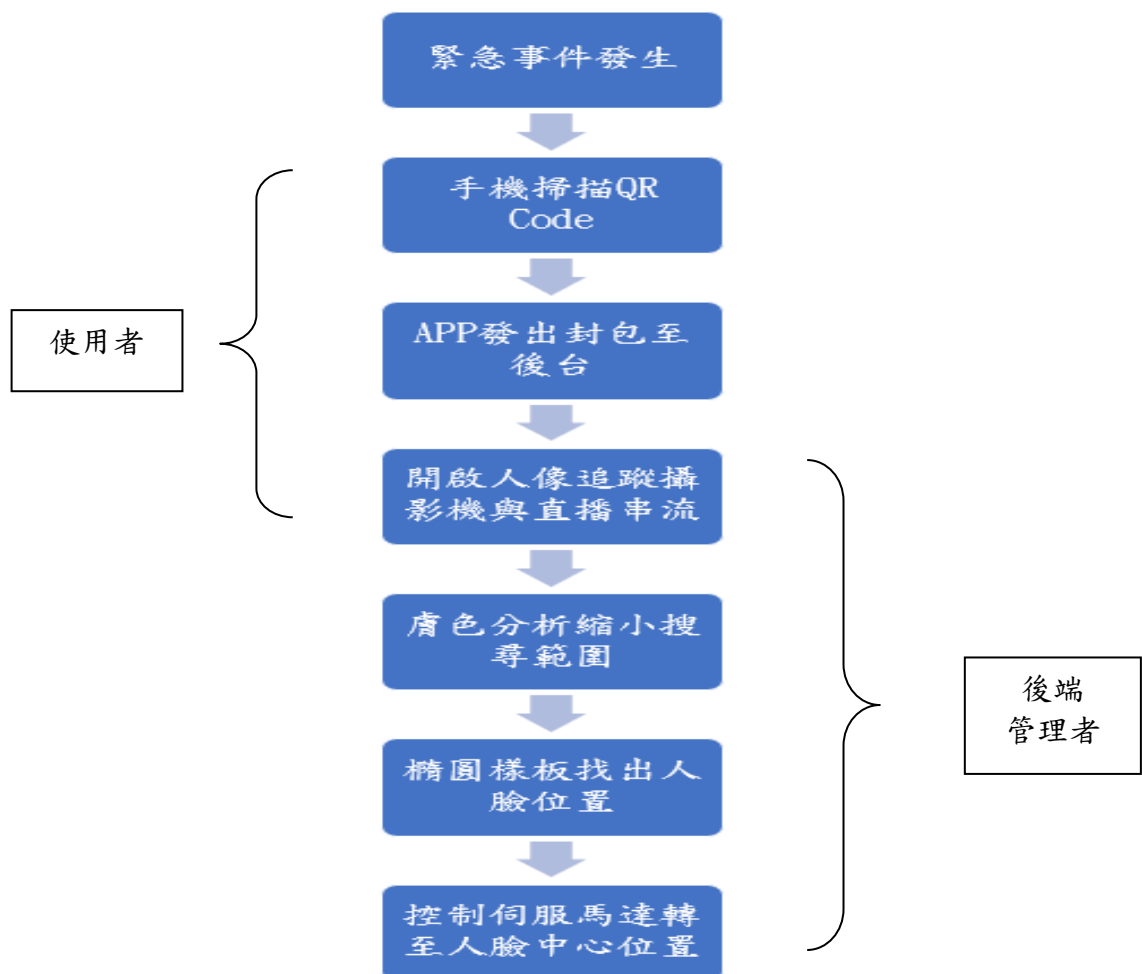 緊急事件發生
手機掃描QR
Code
APP發出封包至
後台
使用者
開啟人像追蹤攝
影機與直播串流
膚色分析縮小搜
尋範圍
後端
管理者
橢圓樣板找出人
臉位置
控制伺服馬達轉
至人臉中心位置